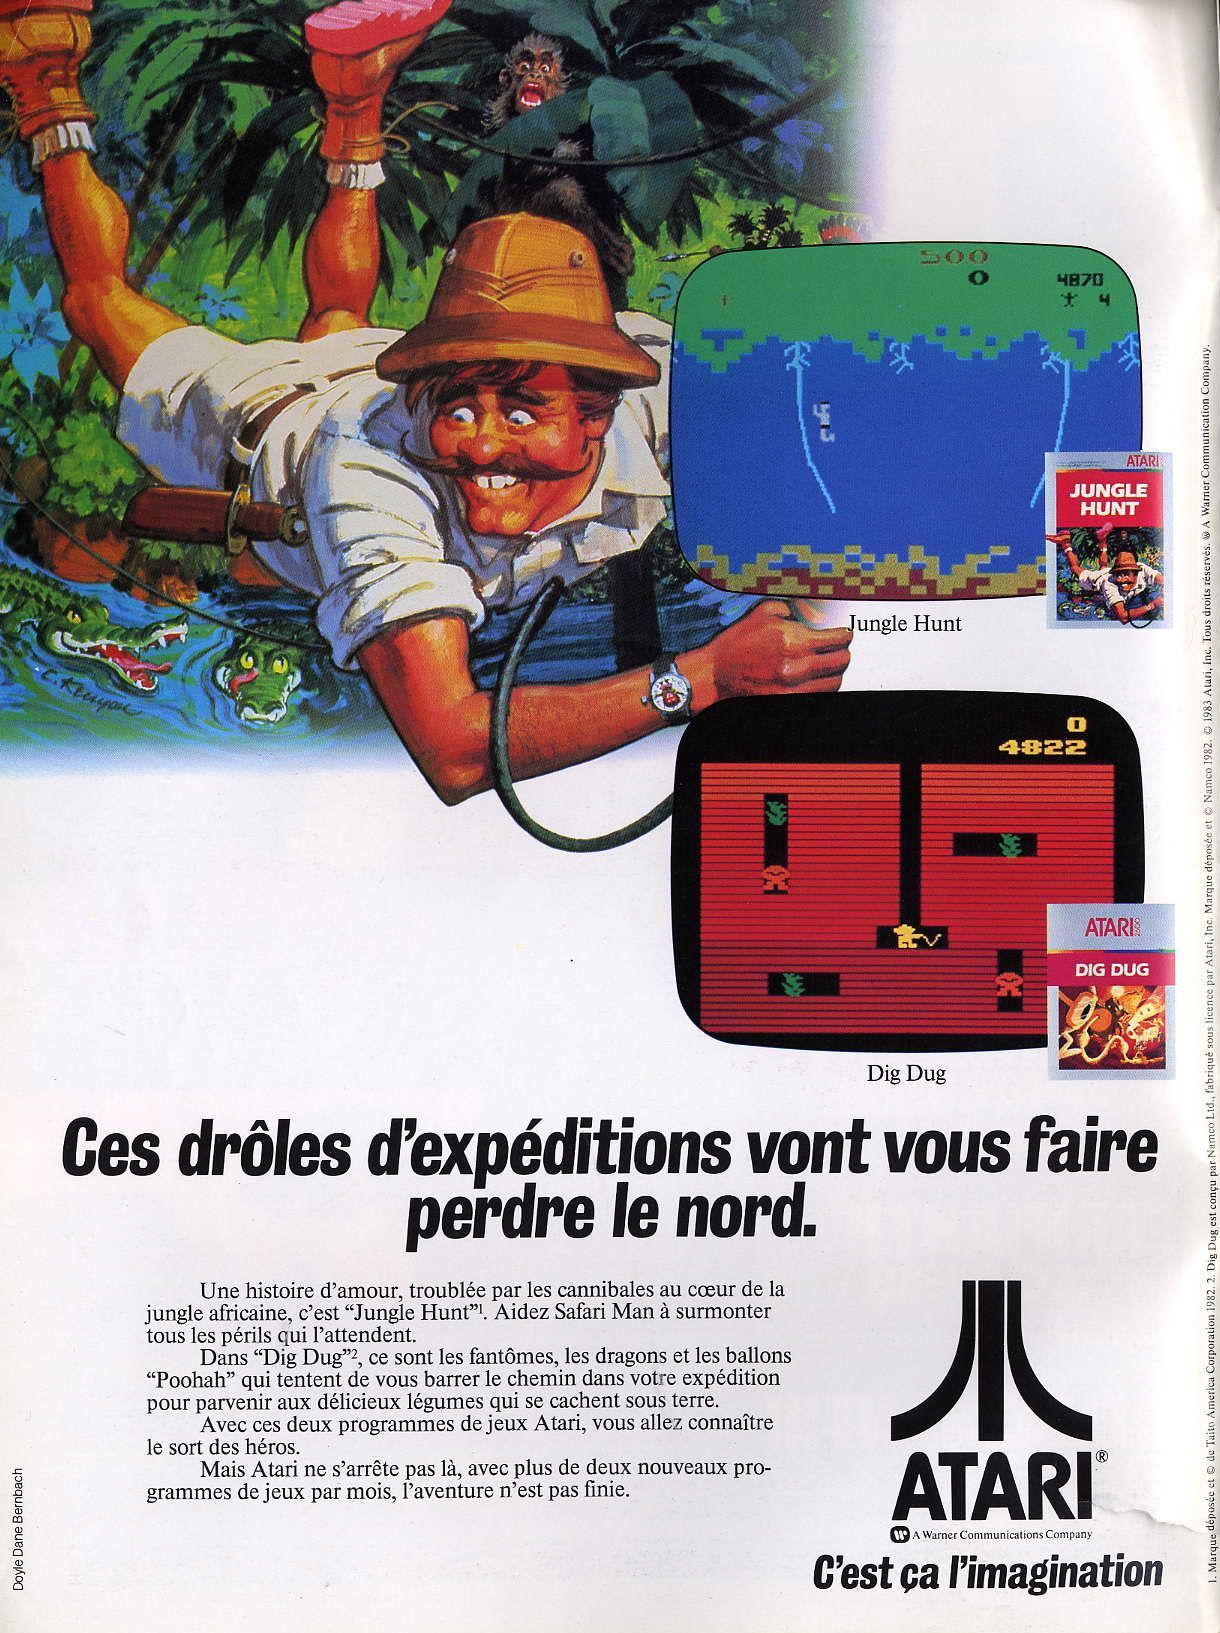 500
0
4870
4
ATARI
JUNGLE
HUNT
Jungle Hunt
C. Kenyon
0
4822
ATARI 2600
DIG DUG
Dig Dug
Ces drôles d'expéditions vont vous faire
perdre le nord.
Une histoire d'amour, troublée par les cannibales au cœur de la
jungle africaine, c'est “Jungle Hunt”¹. Aidez Safari Man à surmonter
tous les périls qui l'attendent.
Dans “Dig Dug”², ce sont les fantômes, les dragons et les ballons
“Poohah” qui tentent de vous barrer le chemin dans votre expédition
pour parvenir aux délicieux légumes qui se cachent sous terre.
Avec ces deux programmes de jeux Atari, vous allez connaître
le sort des héros.
Mais Atari ne s'arrête pas là, avec plus de deux nouveaux pro-
grammes de jeux par mois, l'aventure n'est pas finie.
ATARI®
A Warner Communications Company
C'est ça l'imagination
Doyle Dane Bernbach
1. Marque déposée et © de Taito America Corporation 1982. 2. Dig Dug est conçu par Namco Ltd., fabriqué sous licence par Atari, Inc. Marque déposée et © Namco 1982. © 1983 Atari, Inc. Tous droits réservés. A Warner Communication Company.